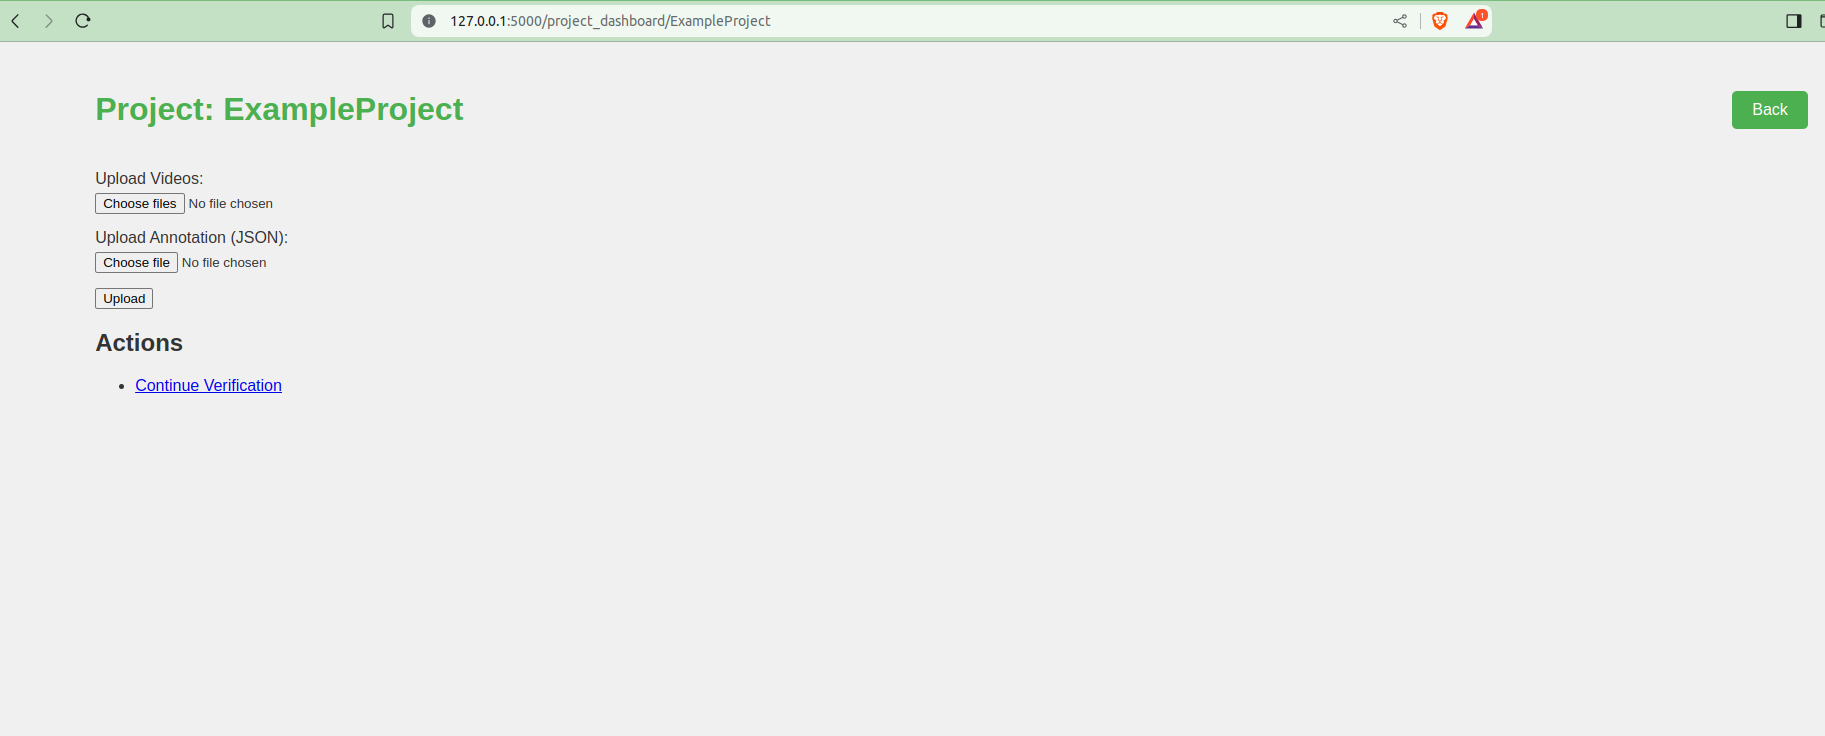 127.0.0.1:5000/project_dashboard/ExampleProject
Project: ExampleProject
Back
Upload Videos:
Choose files No file chosen
Upload Annotation (JSON):
Choose file No file chosen
Upload
Actions
Continue Verification